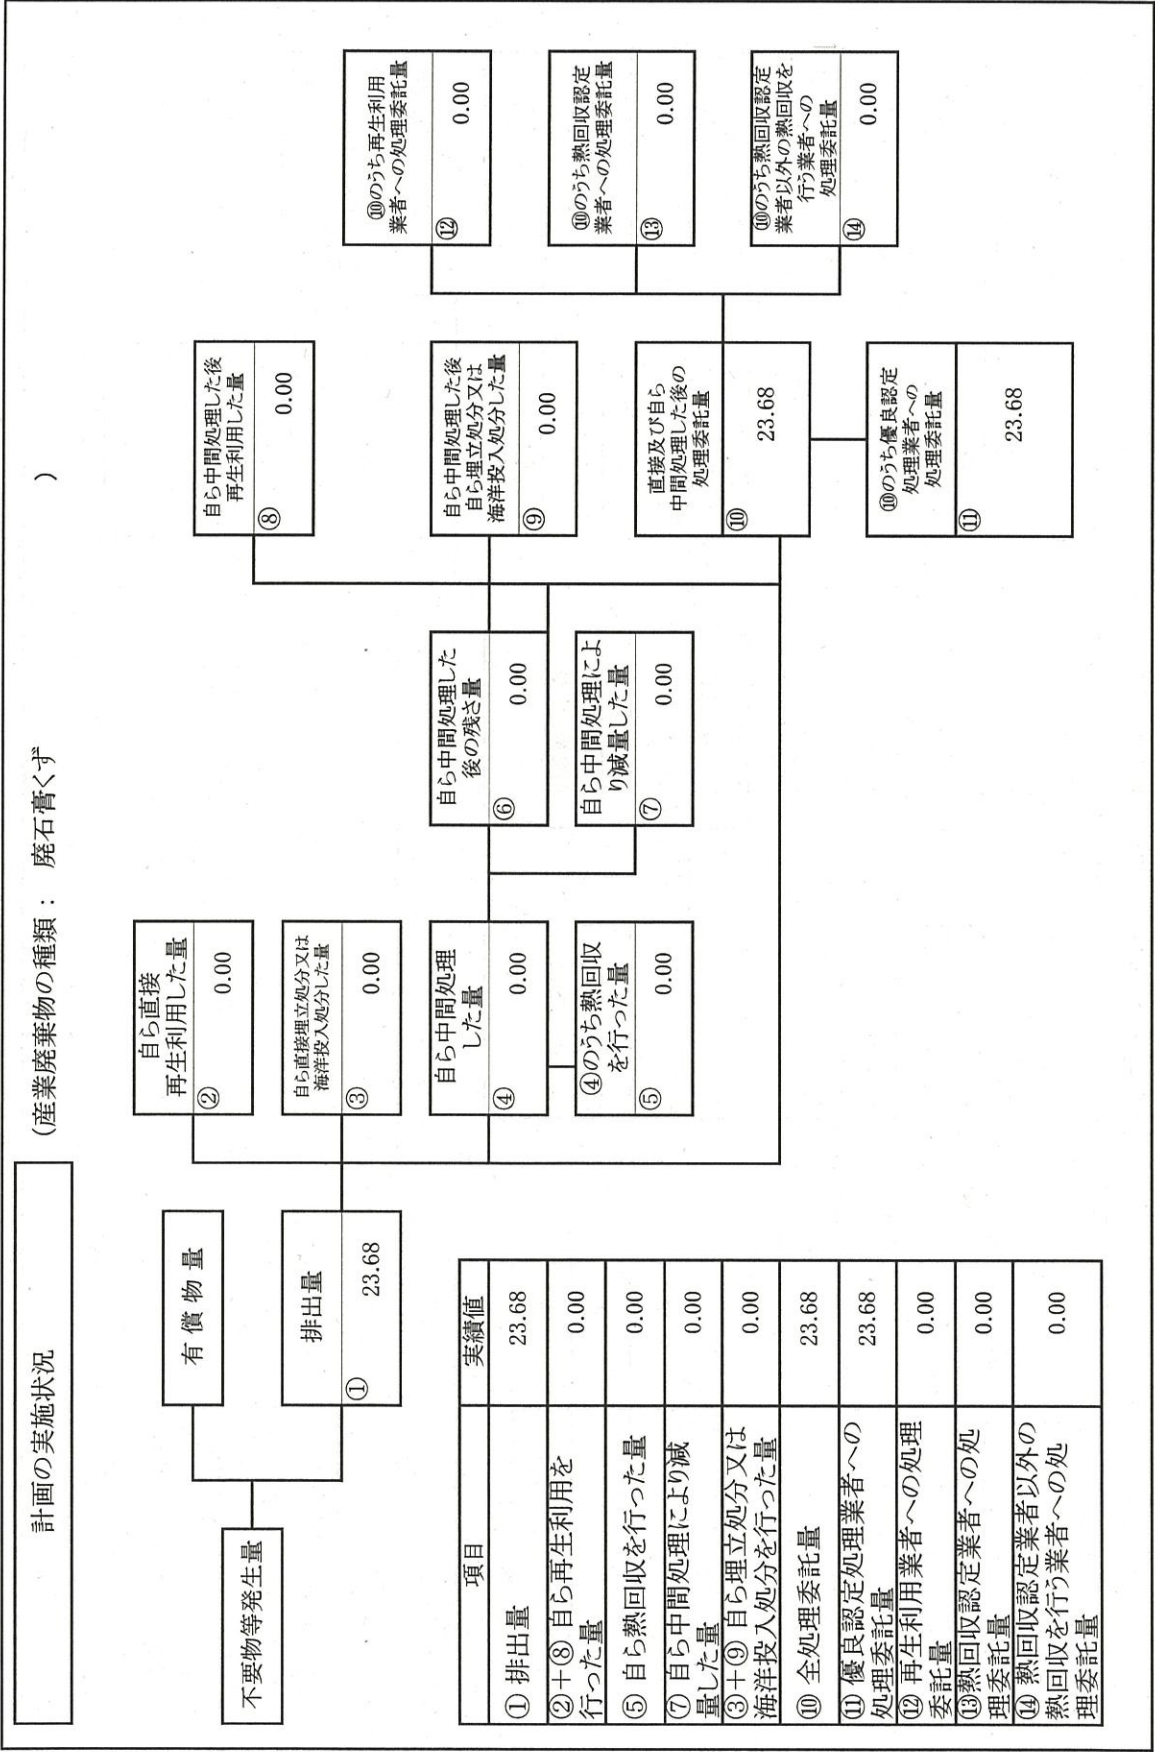 計画の実施状況
（産業廃棄物の種類： 廃石膏くず ）
不要物等発生量
有 償 物 量
排出量
① 23.68
自ら直接
再生利用した量
② 0.00
自ら直接埋立処分又は
海洋投入処分した量
③ 0.00
自ら中間処理
した量
④ 0.00
④のうち熱回収
を行った量
⑤ 0.00
自ら中間処理した
後の残さ量
⑥ 0.00
自ら中間処理によ
り減量した量
⑦ 0.00
自ら中間処理した後
再生利用した量
⑧ 0.00
自ら中間処理した後
自ら埋立処分又は
海洋投入処分した量
⑨ 0.00
直接及び自ら
中間処理した後の
処理委託量
⑩ 23.68
⑩のうち優良認定
処理業者への
処理委託量
⑪ 23.68
⑩のうち再生利用
業者への処理委託量
⑫ 0.00
⑩のうち熱回収認定
業者への処理委託量
⑬ 0.00
⑩のうち熱回収認定
業者以外の熱回収を
行う業者への
処理委託量
⑭ 0.00
項目 実績値
① 排出量 23.68
②＋⑧ 自ら再生利用を
行った量 0.00
⑤ 自ら熱回収を行った量 0.00
⑦ 自ら中間処理により減
量した量 0.00
③＋⑨ 自ら埋立処分又は
海洋投入処分を行った量 0.00
⑩ 全処理委託量 23.68
⑪ 優良認定処理業者への
処理委託量 23.68
⑫ 再生利用業者への処理
委託量 0.00
⑬熱回収認定業者への処
理委託量 0.00
⑭ 熱回収認定業者以外の
熱回収を行う業者への処
理委託量 0.00